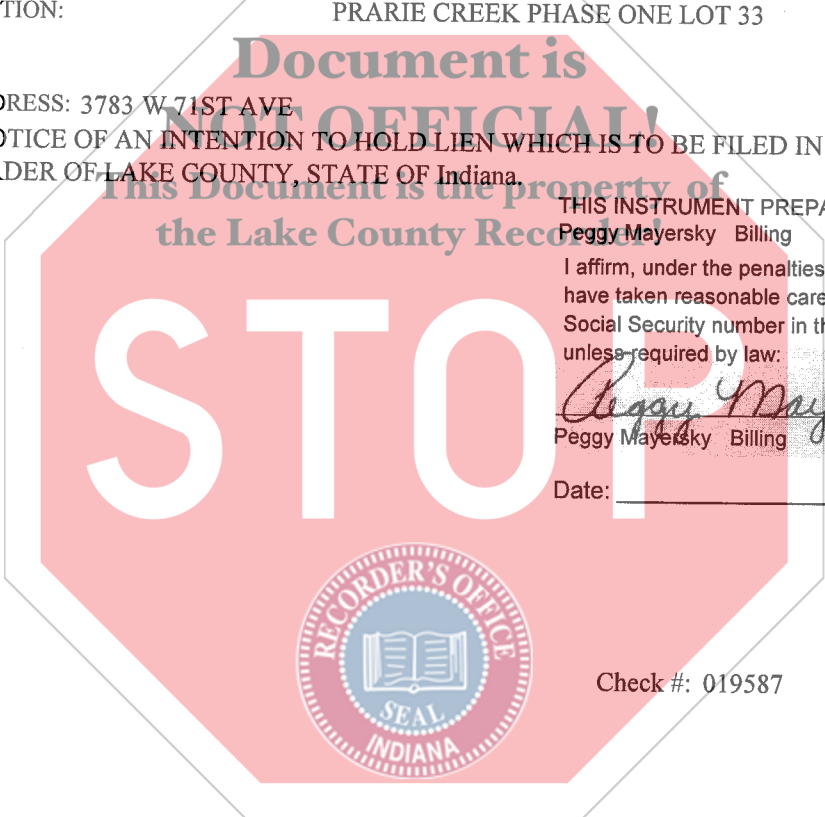 TION:
PRARIE CREEK PHASE ONE LOT 33
Document is
DRESS: 3783 W 71ST AVE
NOT OFFICIAL!
OTICE OF AN INTENTION TO HOLD LIEN WHICH IS TO BE FILED IN
DER OF LAKE COUNTY, STATE OF Indiana.
This Document is the property of
the Lake County Recorder!
THIS INSTRUMENT PREPA
Peggy Mayersky Billing
I affirm, under the penalties
have taken reasonable care
Social Security number in th
unless required by law:
Peggy May
Peggy Mayersky Billing
Date:
STOP
RECORDER'S OFFICE
SEAL
INDIANA
Check #: 019587